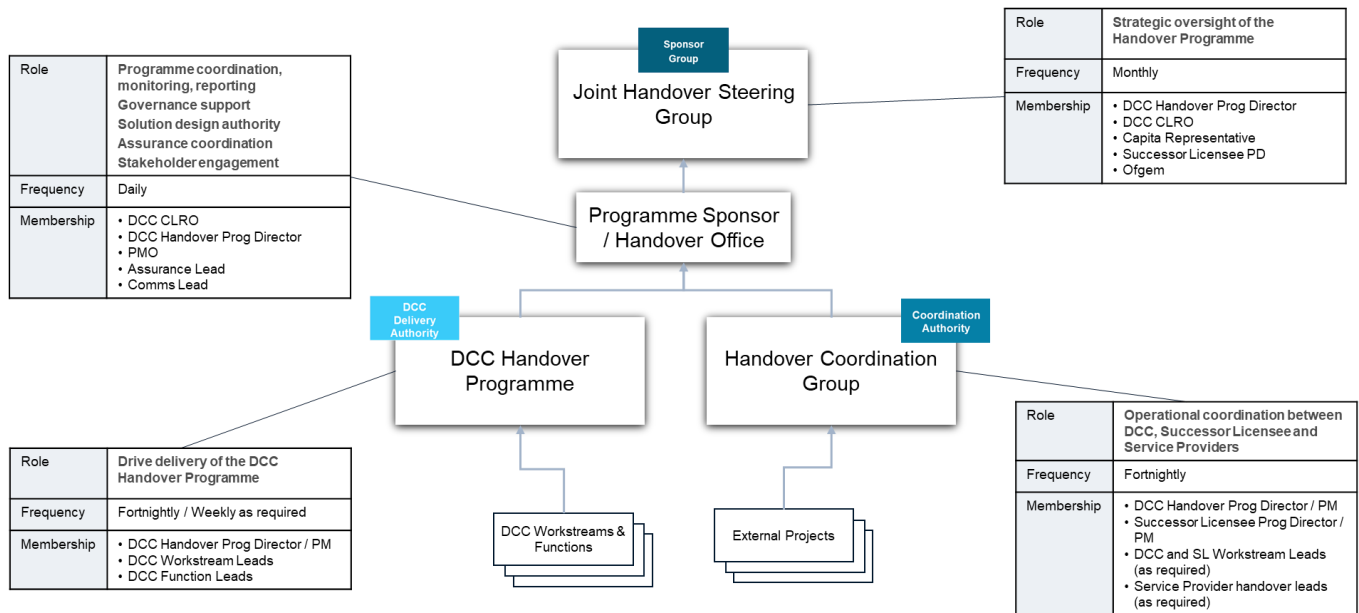 Sponsor
Group
Joint Handover Steering
Group
Role
Strategic oversight of the
Handover Programme
Frequency
Monthly
Membership
• DCC Handover Prog Director
• DCC CLRO
• Capita Representative
• Successor Licensee PD
• Ofgem
Role
Programme coordination,
monitoring, reporting
Governance support
Solution design authority
Assurance coordination
Stakeholder engagement
Frequency
Daily
Membership
• DCC CLRO
• DCC Handover Prog Director
• PMO
• Assurance Lead
• Comms Lead
Programme Sponsor
/ Handover Office
DCC
Delivery
Authority
DCC Handover
Programme
Coordination
Authority
Handover Coordination
Group
Role
Drive delivery of the DCC
Handover Programme
Frequency
Fortnightly / Weekly as required
Membership
• DCC Handover Prog Director / PM
• DCC Workstream Leads
• DCC Function Leads
DCC Workstreams &
Functions
External Projects
Role
Operational coordination between
DCC, Successor Licensee and
Service Providers
Frequency
Fortnightly
Membership
• DCC Handover Prog Director / PM
• Successor Licensee Prog Director /
PM
• DCC and SL Workstream Leads
(as required)
• Service Provider handover leads
(as required)